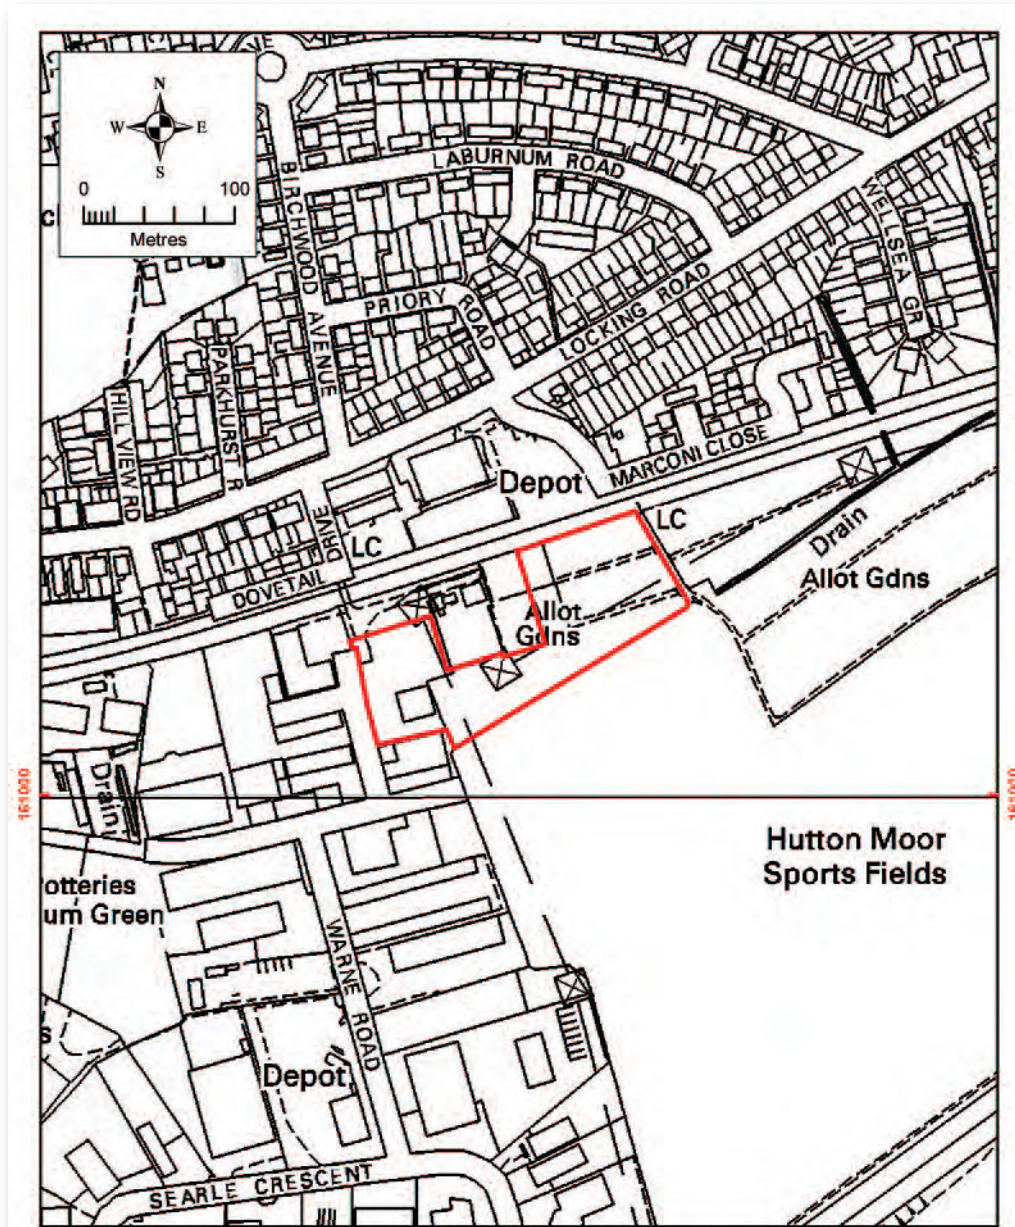 N
W E
S
0 100
Metres
LABURNUM ROAD
BIRCHWOOD AVENUE
WELLSEA GR
PRIORY ROAD
LOCKING ROAD
PARKHURST R
HILL VIEW RD
MARCONI CLOSE
Depot
DRIVE
LC
LC
DOVETAIL
Drain
Allot Gdns
Allot
Gdns
Drain
161000
161000
Hutton Moor
Sports Fields
otteries
um Green
WARNE ROAD
S
Depot
SEARLE CRESCENT